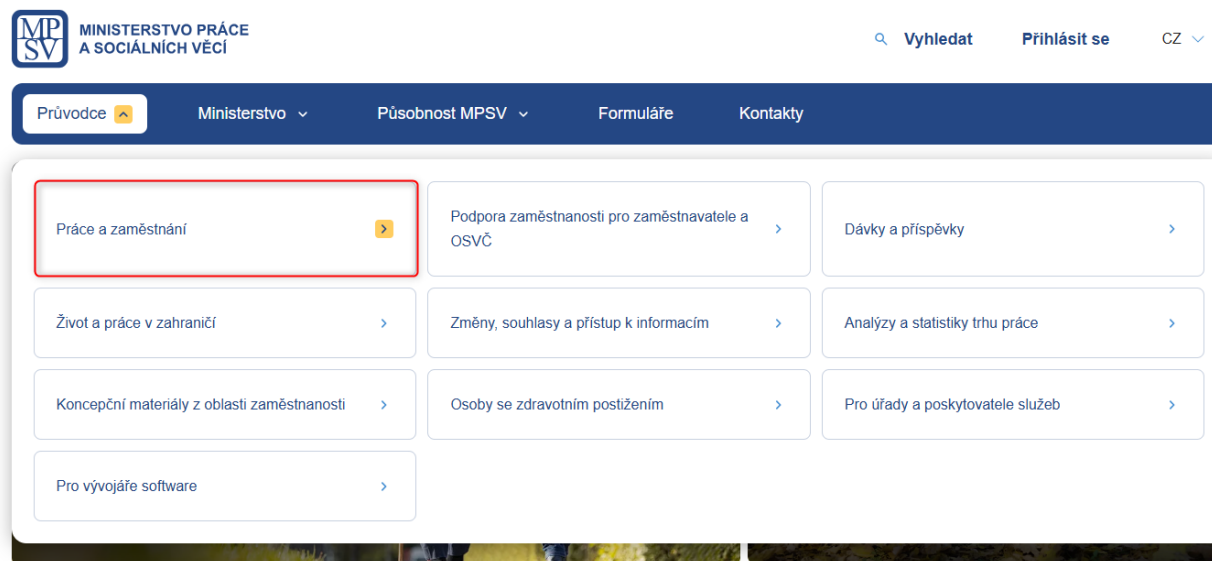 MP
SV
MINISTERSTVO PRÁCE
A SOCIÁLNÍCH VĚCÍ
Vyhledat
Přihlásit se
CZ
Průvodce
Ministerstvo
Působnost MPSV
Formuláře
Kontakty
Práce a zaměstnání
Podpora zaměstnanosti pro zaměstnavatele a
OSVČ
Dávky a příspěvky
Život a práce v zahraničí
Změny, souhlasy a přístup k informacím
Analýzy a statistiky trhu práce
Koncepční materiály z oblasti zaměstnanosti
Osoby se zdravotním postižením
Pro úřady a poskytovatele služeb
Pro vývojáře software